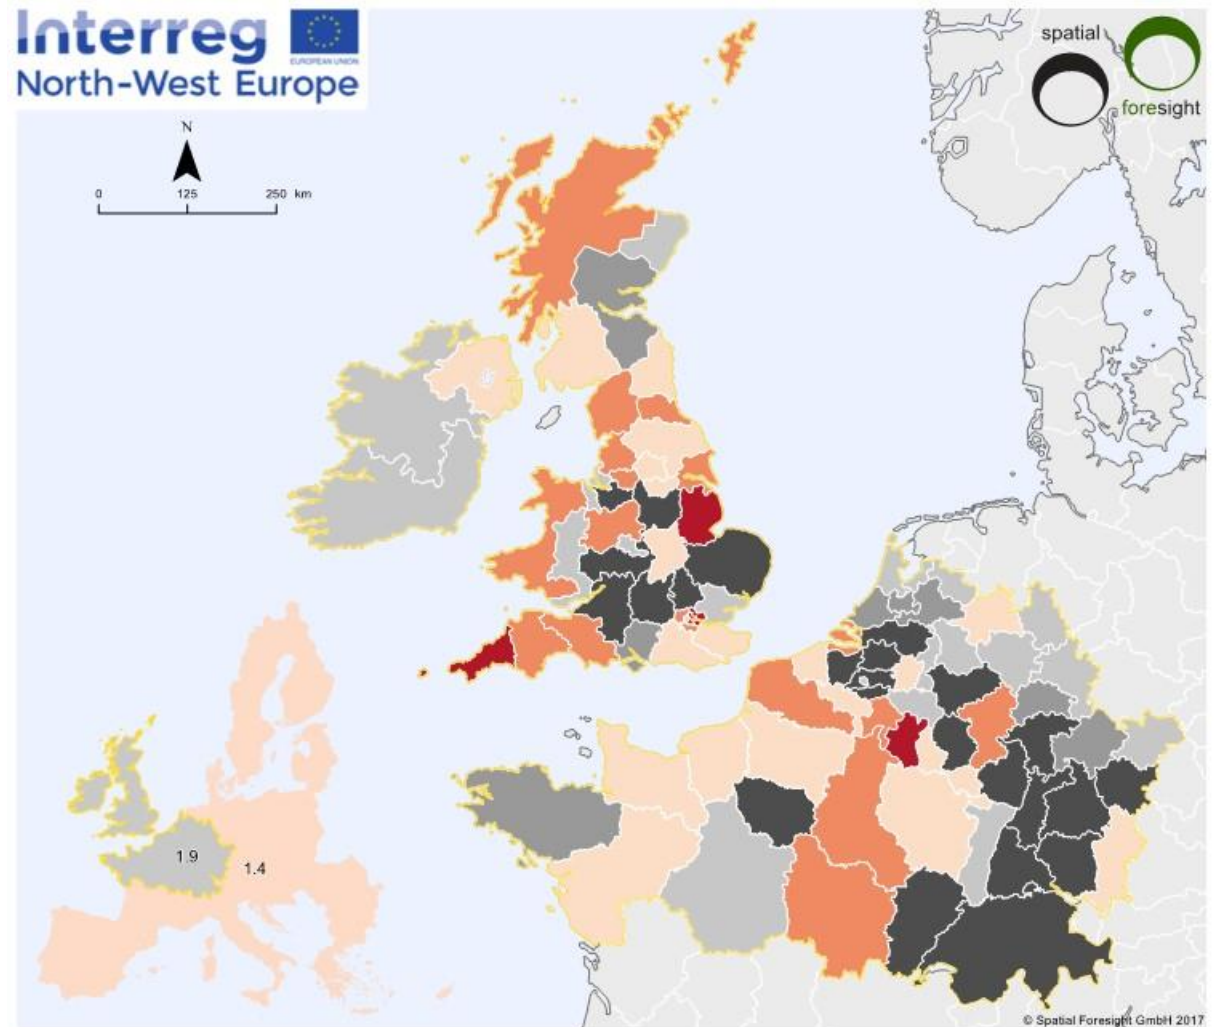 Interreg
EUROPEAN UNION
North-West Europe
spatial
foresight
N
0 125 250 km
1.9
1.4
© Spatial Foresight GmbH 2017